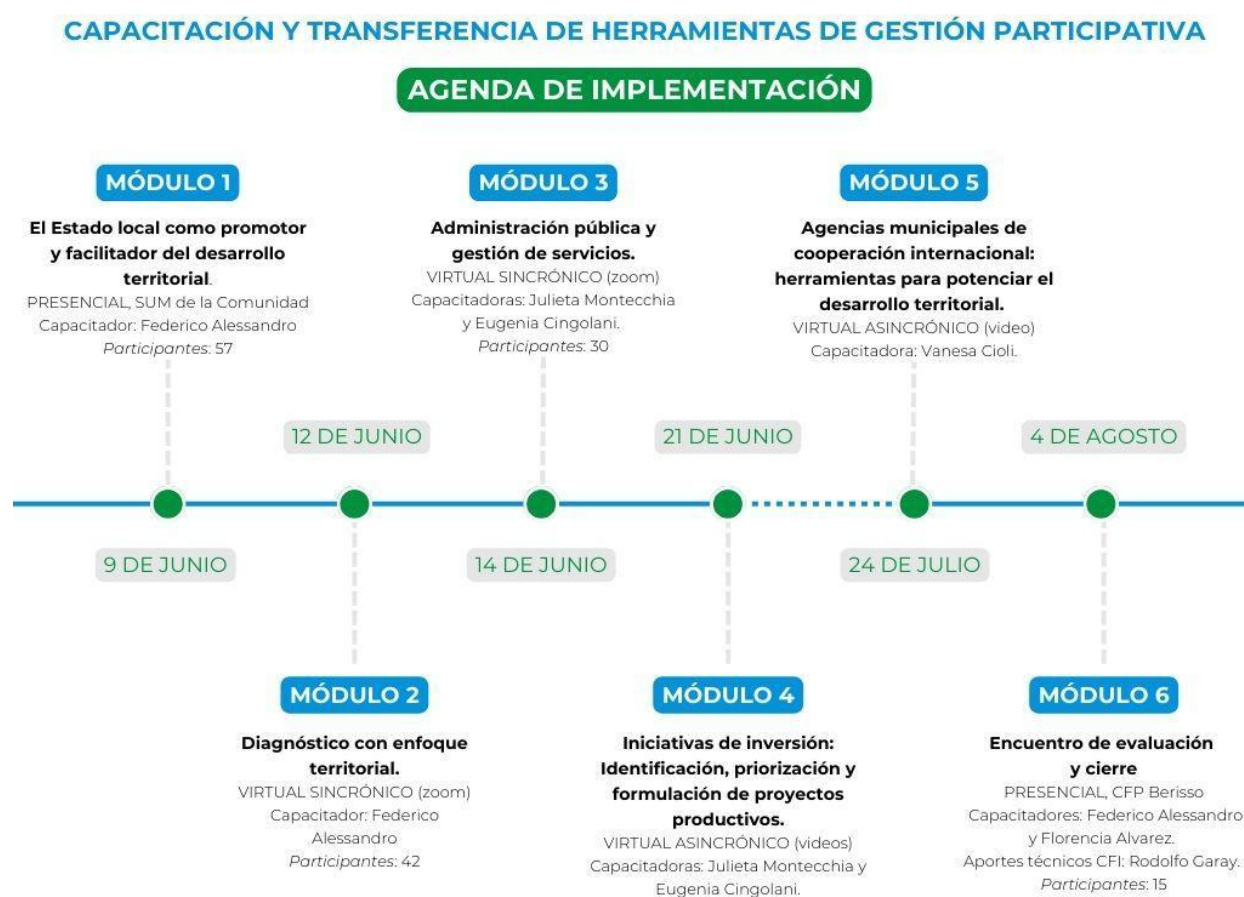 CAPACITACIÓN Y TRANSFERENCIA DE HERRAMIENTAS DE GESTIÓN PARTICIPATIVA
AGENDA DE IMPLEMENTACIÓN
MÓDULO 1
El Estado local como promotor
y facilitador del desarrollo
territorial.
PRESENCIAL, SUM de la Comunidad
Capacitador: Federico Alessandro
Participantes: 57
9 DE JUNIO
12 DE JUNIO
MÓDULO 2
Diagnóstico con enfoque
territorial.
VIRTUAL SINCRÓNICO (zoom)
Capacitador: Federico
Alessandro
Participantes: 42
MÓDULO 3
Administración pública y
gestión de servicios.
VIRTUAL SINCRÓNICO (zoom)
Capacitadoras: Julieta Montecchia
y Eugenia Cingolani.
Participantes: 30
14 DE JUNIO
21 DE JUNIO
MÓDULO 4
Iniciativas de inversión:
Identificación, priorización y
formulación de proyectos
productivos.
VIRTUAL ASINCRÓNICO (videos)
Capacitadoras: Julieta Montecchia y
Eugenia Cingolani.
MÓDULO 5
Agencias municipales de
cooperación internacional:
herramientas para potenciar el
desarrollo territorial.
VIRTUAL ASINCRÓNICO (video)
Capacitadora: Vanesa Cioli.
24 DE JULIO
4 DE AGOSTO
MÓDULO 6
Encuentro de evaluación
y cierre
PRESENCIAL, CFP Berisso
Capacitadores: Federico Alessandro
y Florencia Alvarez.
Aportes técnicos CFI: Rodolfo Garay.
Participantes: 15